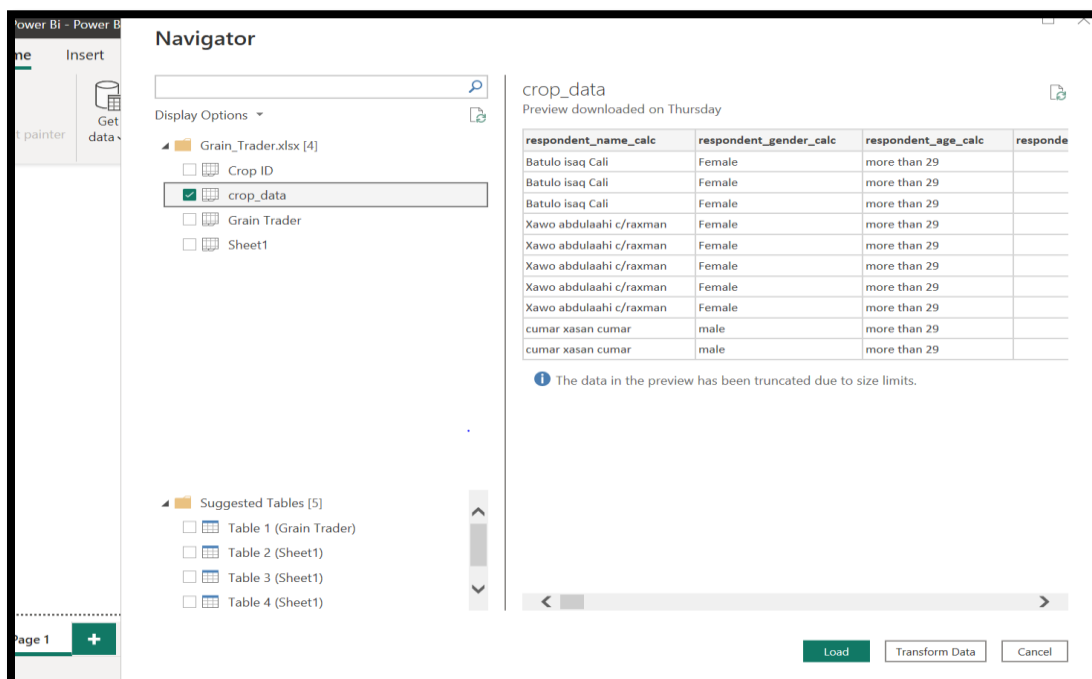 Power Bi - Power B
Navigator
me Insert
Get
data
t painter
Display Options
Grain_Trader.xlsx [4]
Crop ID
crop_data
Grain Trader
Sheet1
Suggested Tables [5]
Table 1 (Grain Trader)
Table 2 (Sheet1)
Table 3 (Sheet1)
Table 4 (Sheet1)
crop_data
Preview downloaded on Thursday
respondent_name_calc respondent_gender_calc respondent_age_calc responde
Batulo isaq Cali Female more than 29
Batulo isaq Cali Female more than 29
Batulo isaq Cali Female more than 29
Xawo abdulaahi c/raxman Female more than 29
Xawo abdulaahi c/raxman Female more than 29
Xawo abdulaahi c/raxman Female more than 29
Xawo abdulaahi c/raxman Female more than 29
Xawo abdulaahi c/raxman Female more than 29
cumar xasan cumar male more than 29
cumar xasan cumar male more than 29
The data in the preview has been truncated due to size limits.
Page 1 +
Load Transform Data Cancel